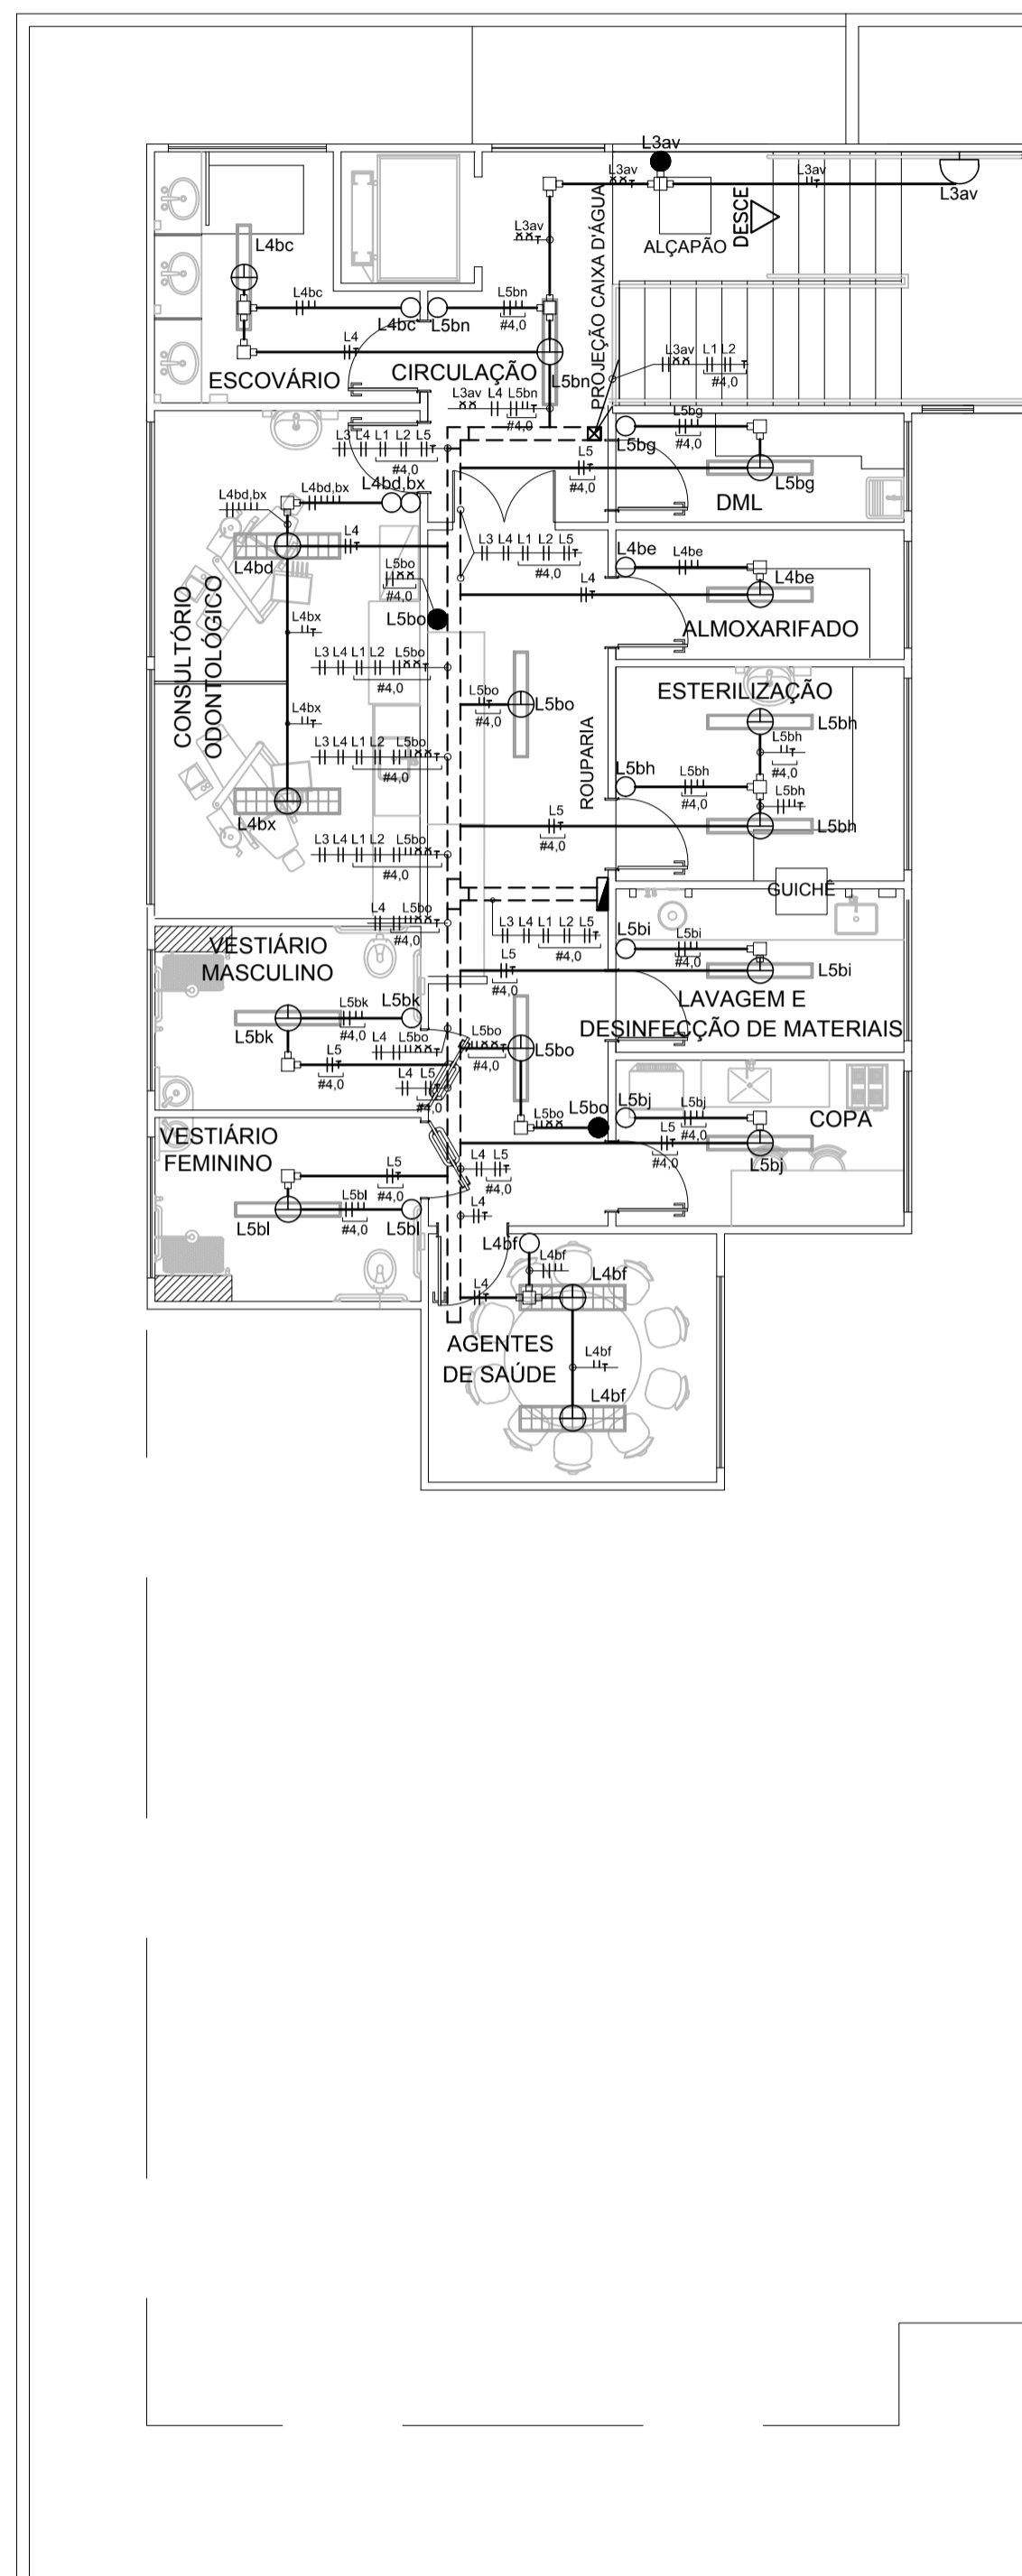 L3av
L3av
L3av
L3av
DESCE
ALÇAPÃO
PROJEÇÃO CAIXA D'ÁGUA
L3av
L4bc
L4bc
L4bc
L5bn
L5bn
#4,0
L4
L5bn
ESCOVÁRIO
CIRCULAÇÃO
L3av L1 L2
#4,0
L3av L4 L5bn
#4,0
L3 L4 L1 L2 L5
#4,0
L5bg
L5bg
#4,0
L5
#4,0
L5bg
DML
L4bd,bx
L4bd,bx
L4bd,bx
L4
L4bd
L5bo
#4,0
L5bo
L3 L4 L1 L2 L5
#4,0
L4
L4be
L4be
L4be
ALMOXARIFADO
CONSULTÓRIO
ODONTOLÓGICO
L4bx
L3 L4 L1 L2 L5bo
#4,0
L4bx
L3 L4 L1 L2 L5bo
#4,0
L4bx
L3 L4 L1 L2 L5bo
#4,0
L5bo
#4,0
L5bo
ROUPARIA
ESTERILIZAÇÃO
L5bh
L5bh
#4,0
L5bh
L5bh
#4,0
L5bh
L5bh
L5
#4,0
GUICHÊ
L4 L5bo
#4,0
L3 L4 L1 L2 L5
#4,0
L5
#4,0
L5bi
L5bi
#4,0
L5bi
LAVAGEM E
DESINFECÇÃO DE MATERIAIS
VESTIÁRIO
MASCULINO
L5bk
L5bk
#4,0
L5bk
L5
#4,0
L4 L5bo
L4 L5
#4,0
L5bo
#4,0
L5bo
L5bo
L5bo
L5bj
L5bj
#4,0
L5
#4,0
L5bj
COPA
VESTIÁRIO
FEMININO
L5
#4,0
L5bl
L5bl
#4,0
L5bl
L4 L5
#4,0
L4
L4bf
L4bf
L4bf
L4
L4bf
L4bf
AGENTES
DE SAÚDE